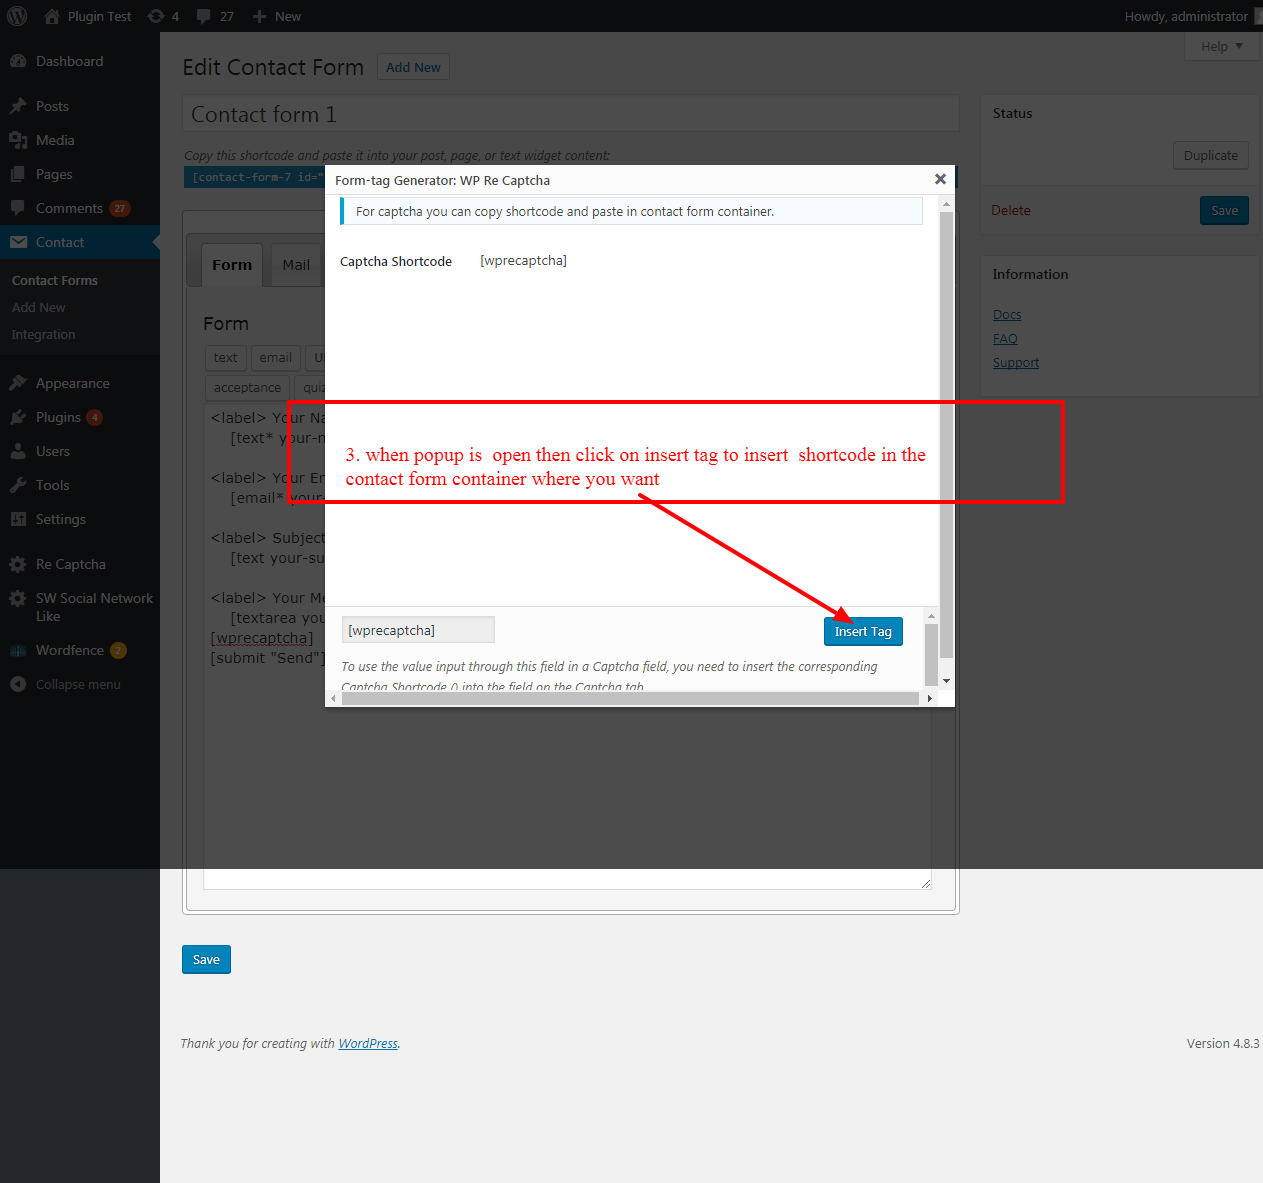 Plugin Test 4 27 New Howdy, administrator
Help
Dashboard
Posts
Media
Pages
Comments 27
Contact
Contact Forms
Add New
Integration
Appearance
Plugins 4
Users
Tools
Settings
Re Captcha
SW Social Network
Like
Wordfence 2
Collapse menu
Edit Contact Form Add New
Contact form 1
Copy this shortcode and paste it into your post, page, or text widget content:
[contact-form-7 id="
Form Mail
Form
text email
acceptance
<label> Your Na
[text* your-n
<label> Your Em
[email* your-
<label> Subject
[text your-su
<label> Your Me
[textarea you
[wprecaptcha]
[submit "Send"]
Form-tag Generator: WP Re Captcha
For captcha you can copy shortcode and paste in contact form container.
Captcha Shortcode [wprecaptcha]
3. when popup is open then click on insert tag to insert shortcode in the
contact form container where you want
[wprecaptcha] Insert Tag
To use the value input through this field in a Captcha field, you need to insert the corresponding
Captcha Shortcode () into the field on the Captcha tab
Status
Duplicate
Delete Save
Information
Docs
FAQ
Support
Save
Thank you for creating with WordPress.
Version 4.8.3